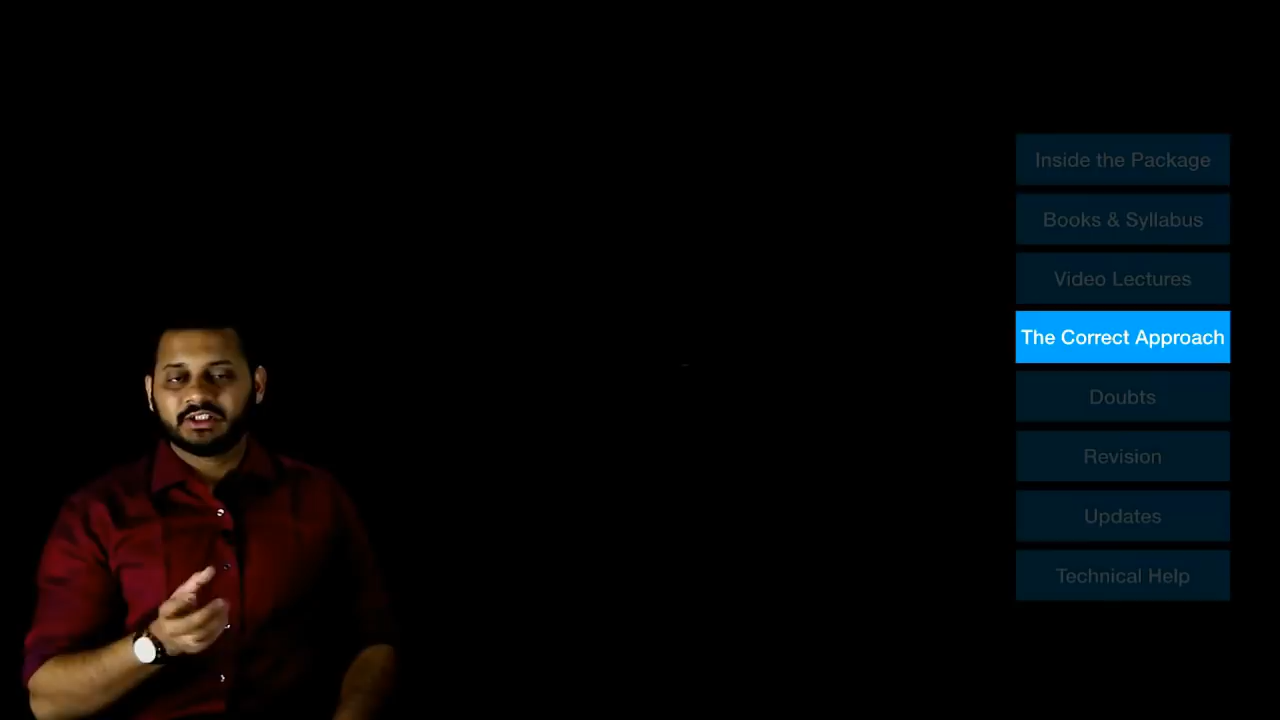 Inside the Package
Books & Syllabus
Video Lectures
The Correct Approach
Doubts
Revision
Updates
Technical Help